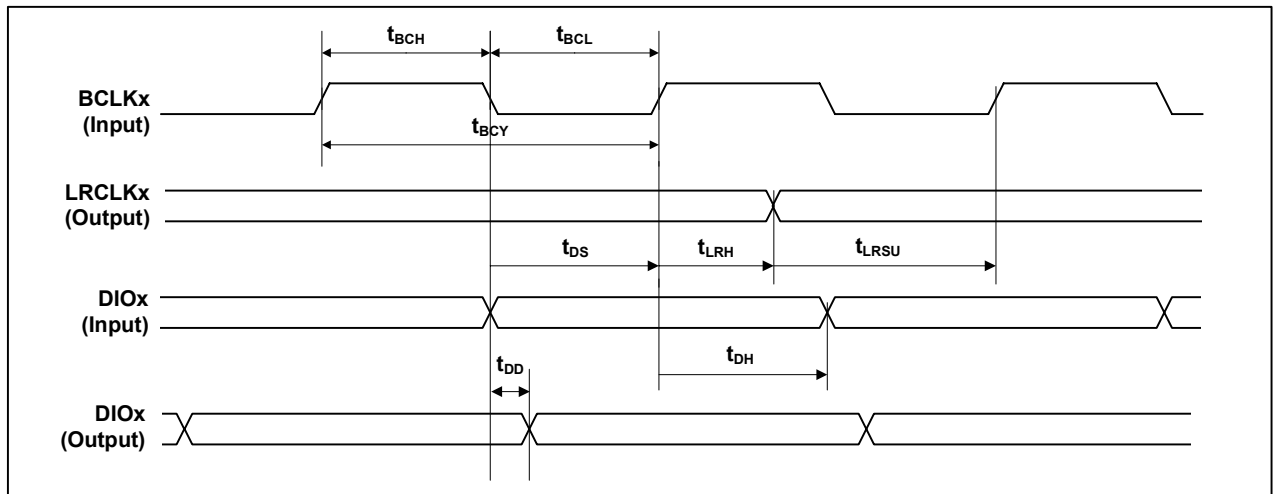 tBCH
tBCL
BCLKx
(Input)
tBCY
LRCLKx
(Output)
tDS
tLRH
tLRSU
DIOx
(Input)
tDD
tDH
DIOx
(Output)